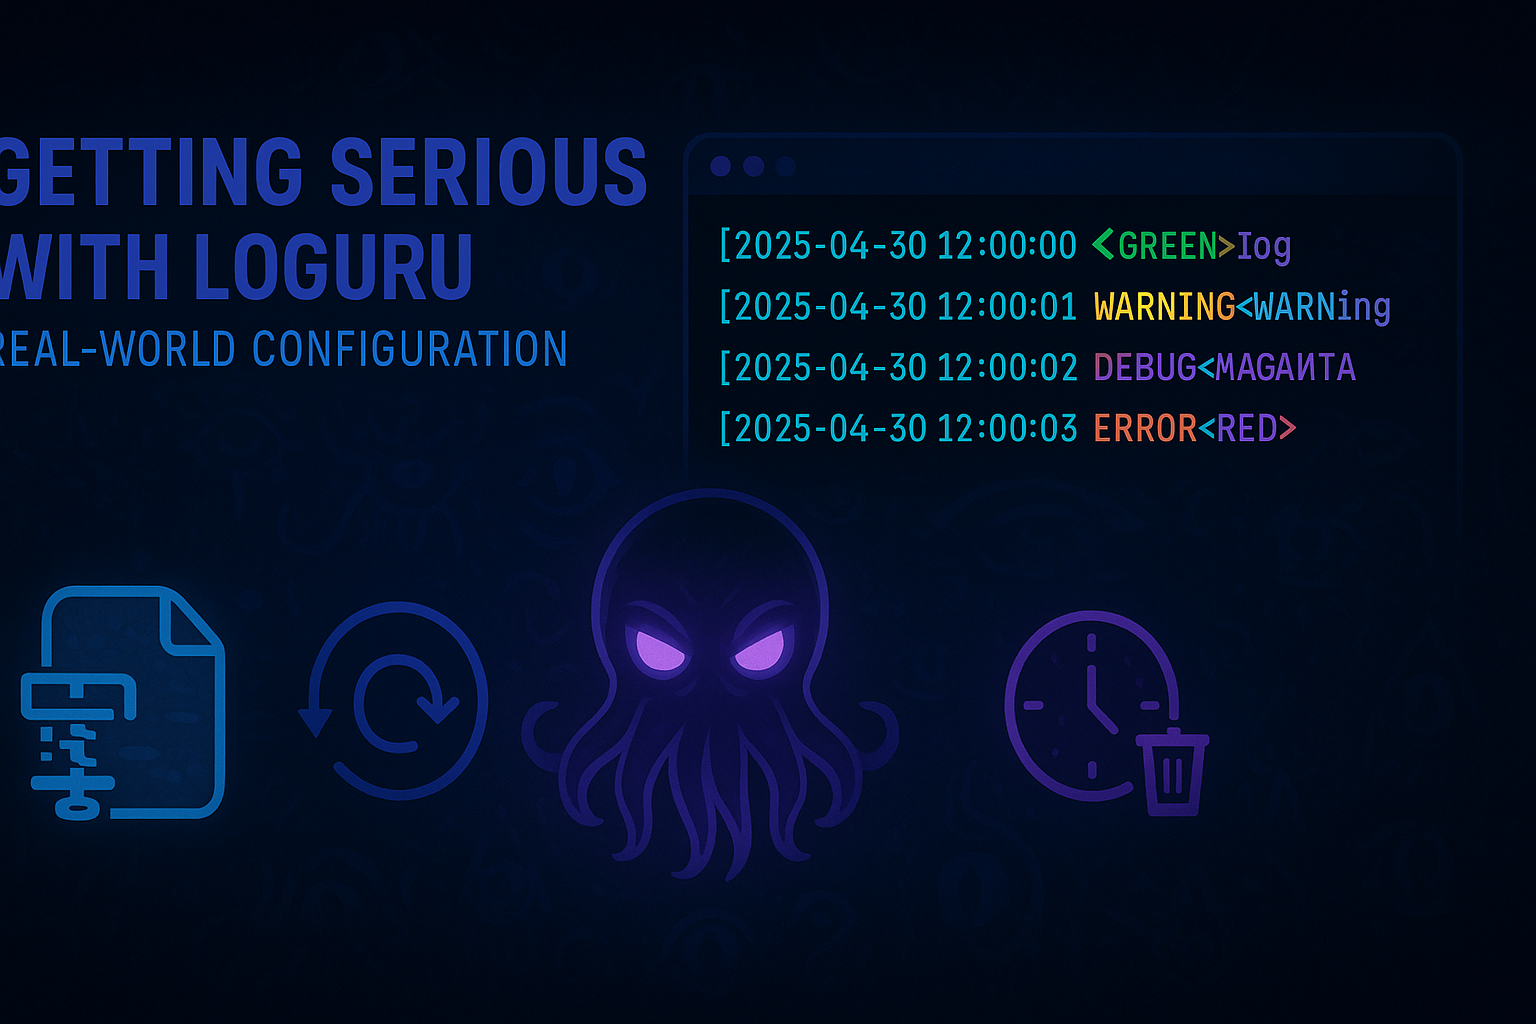 GETTING SERIOUS
WITH LOGURU
REAL-WORLD CONFIGURATION
[2025-04-30 12:00:00 <GREEN>Iog
[2025-04-30 12:00:01 WARNING<WARNing
[2025-04-30 12:00:02 DEBUG<MAGAИTA
[2025-04-30 12:00:03 ERROR<RED>